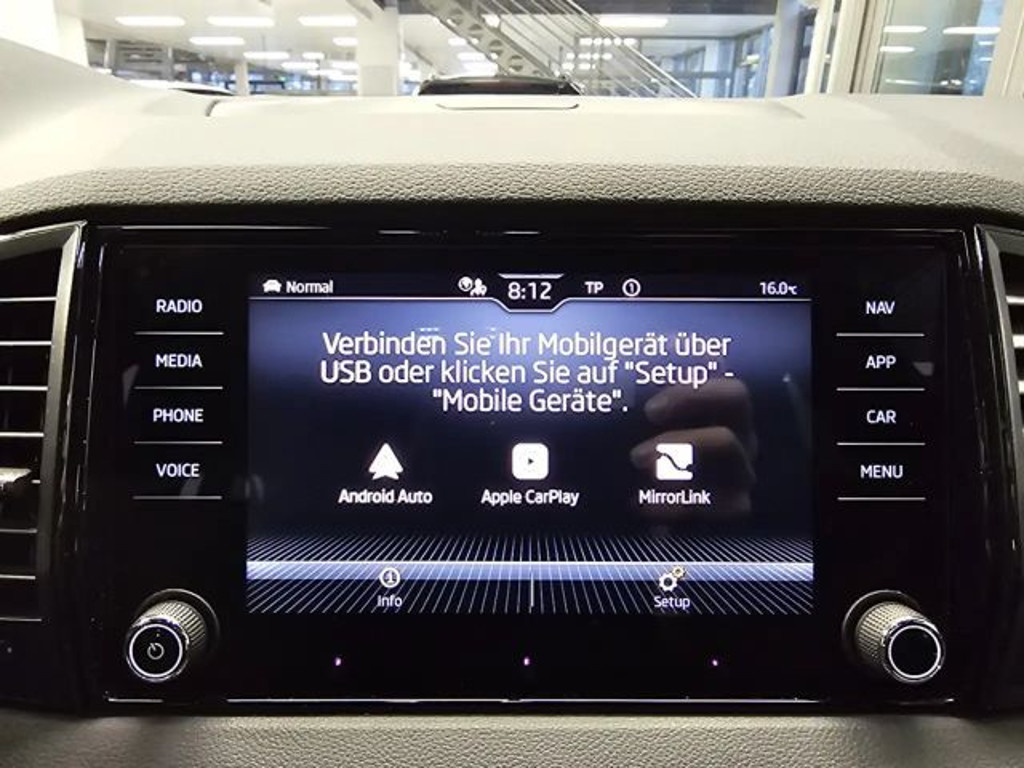 Normal 8:12 TP 1 16.0°C
RADIO
MEDIA
PHONE
VOICE
Verbinden Sie Ihr Mobilgerät über
USB oder klicken Sie auf "Setup" -
"Mobile Geräte".
Android Auto Apple CarPlay MirrorLink
Info Setup
NAV
APP
CAR
MENU